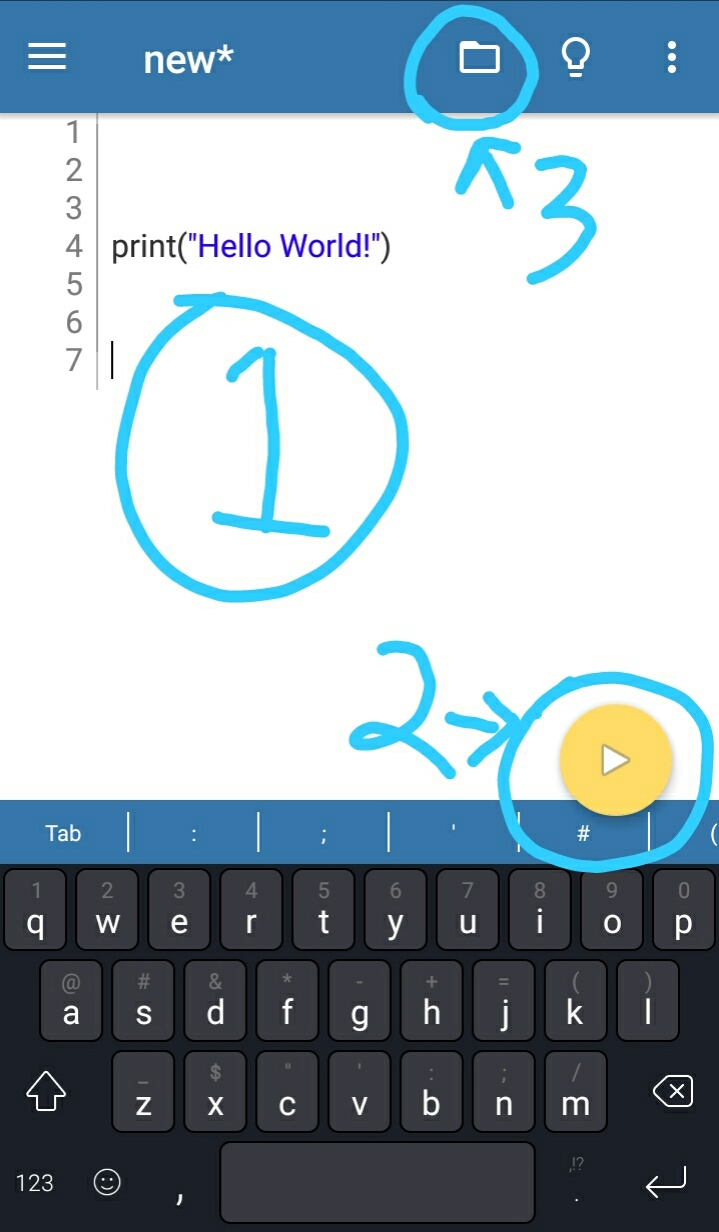 new*
1
2
3
3
4 print("Hello World!")
5
6
7
1
2
Tab : ; ' # (
1 2 3 4 5 6 7 8 9 0
q w e r t y u i o p
@ # & * - + = ( )
a s d f g h j k l
_ $ " ' : ; /
z x c v b n m
123 , ,!? .